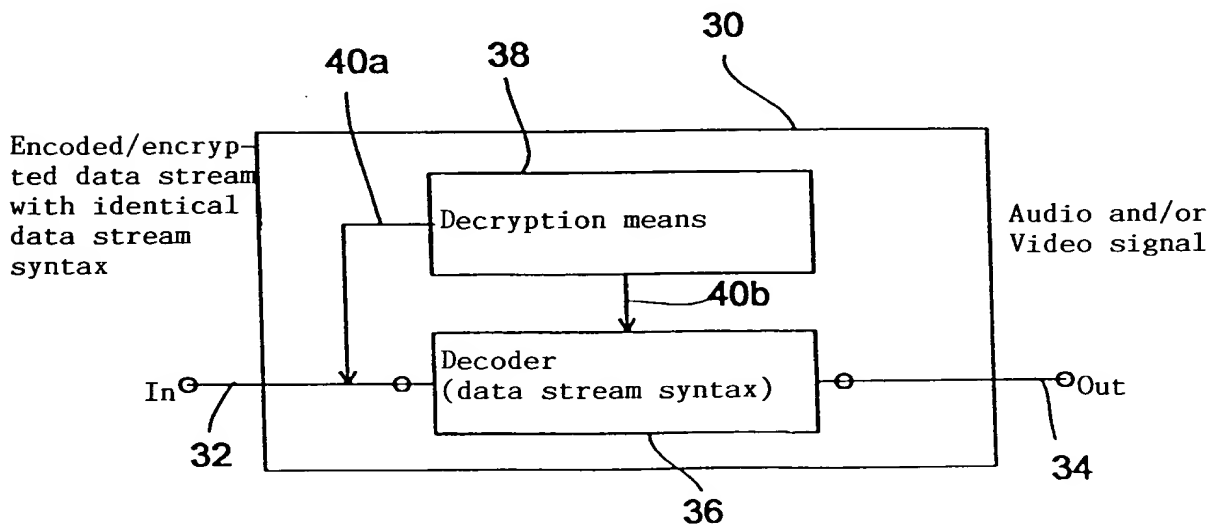 30
38
40a
Encoded/encryp-
ted data stream
with identical
data stream
syntax
Decryption means
Audio and/or
Video signal
40b
Decoder
(data stream syntax)
In
Out
32
34
36